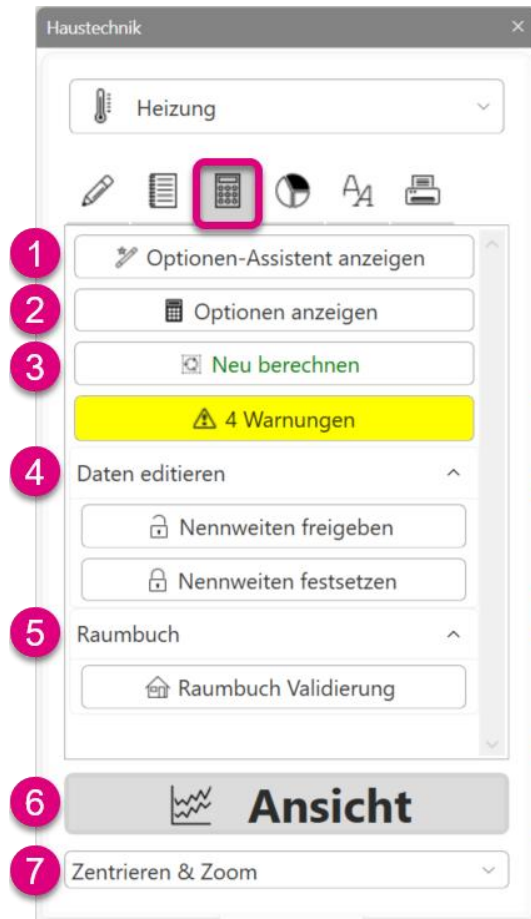 Haustechnik
Heizung
1 Optionen-Assistent anzeigen
2 Optionen anzeigen
3 Neu berechnen
4 Warnungen
4 Daten editieren
Nennweiten freigeben
Nennweiten festsetzen
5 Raumbuch
Raumbuch Validierung
6 Ansicht
7 Zentrieren & Zoom